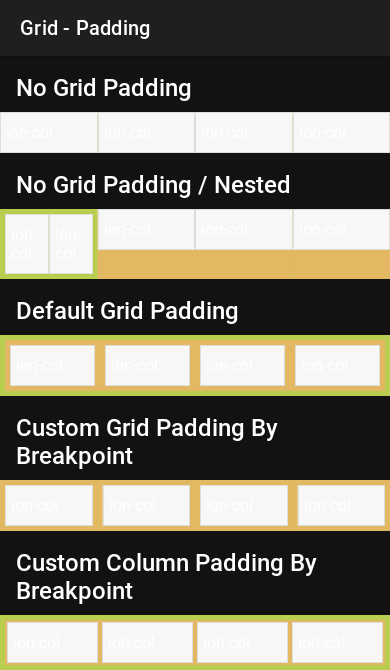 Grid - Padding
No Grid Padding
ion-col ion-col ion-col ion-col
No Grid Padding / Nested
ion- ion- ion-col ion-col ion-col
col col
Default Grid Padding
ion-col ion-col ion-col ion-col
Custom Grid Padding By
Breakpoint
ion-col ion-col ion-col ion-col
Custom Column Padding By
Breakpoint
ion-col ion-col ion-col ion-col